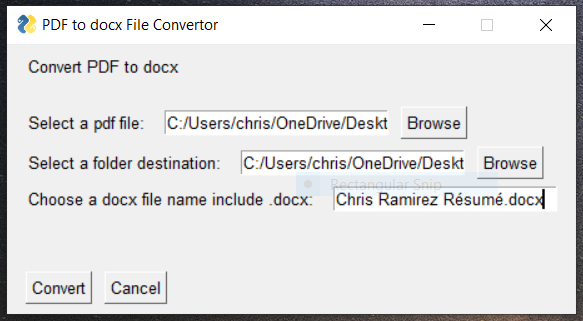 PDF to docx File Convertor
Convert PDF to docx
Select a pdf file: C:/Users/chris/OneDrive/Deskt Browse
Select a folder destination: C:/Users/chris/OneDrive/Deskt Browse
Rectangular Snip
Choose a docx file name include .docx: Chris Ramirez Résumé.docx
Convert Cancel